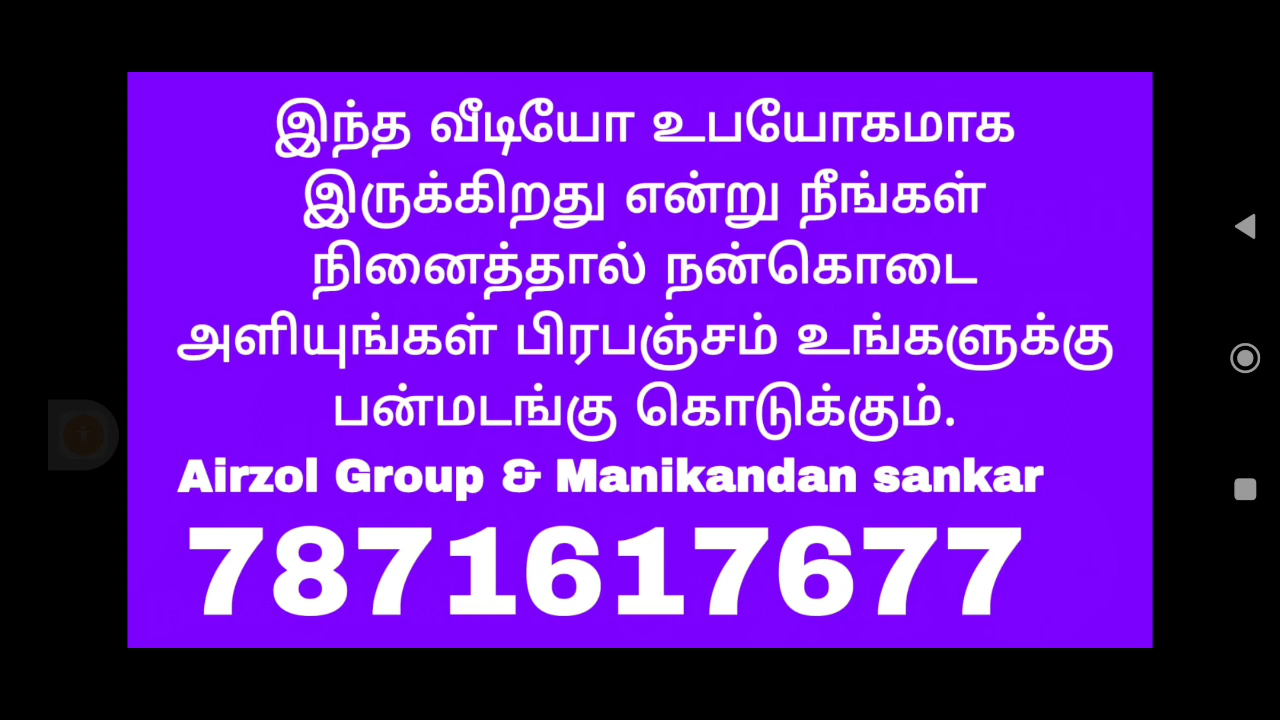 இந்த வீடியோ உபயோகமாக
இருக்கிறது என்று நீங்கள்
நினைத்தால் நன்கொடை
அளியுங்கள் பிரபஞ்சம் உங்களுக்கு
பன்மடங்கு கொடுக்கும்.
Airzol Group & Manikandan sankar
7871617677